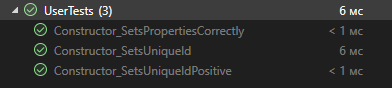 UserTests (3) 6 мс
Constructor_SetsPropertiesCorrectly < 1 мс
Constructor_SetsUniqueId 6 мс
Constructor_SetsUniqueIdPositive < 1 мс